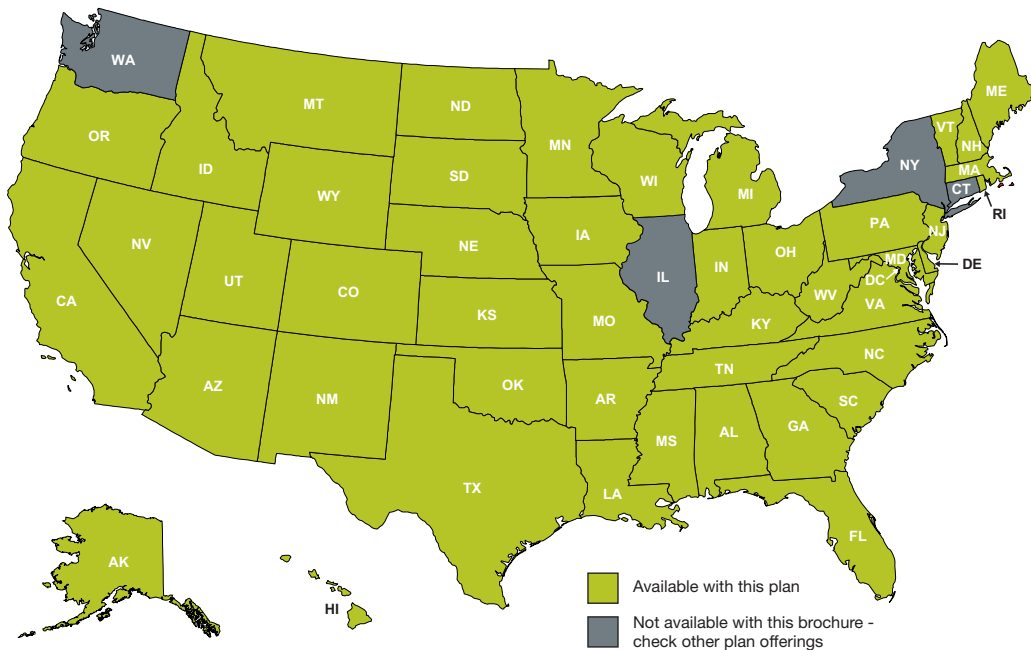 WA
ME
MT
ND
VT
OR
MN
NH
NY
ID
MA
SD
WI
CT
WY
MI
RI
PA
IA
NE
NJ
NV
OH
IN
MD
DE
UT
IL
DC
CO
WV
CA
VA
KS
MO
KY
NC
TN
AZ
OK
NM
AR
SC
GA
AL
MS
TX
LA
FL
AK
HI
Available with this plan
Not available with this brochure -
check other plan offerings